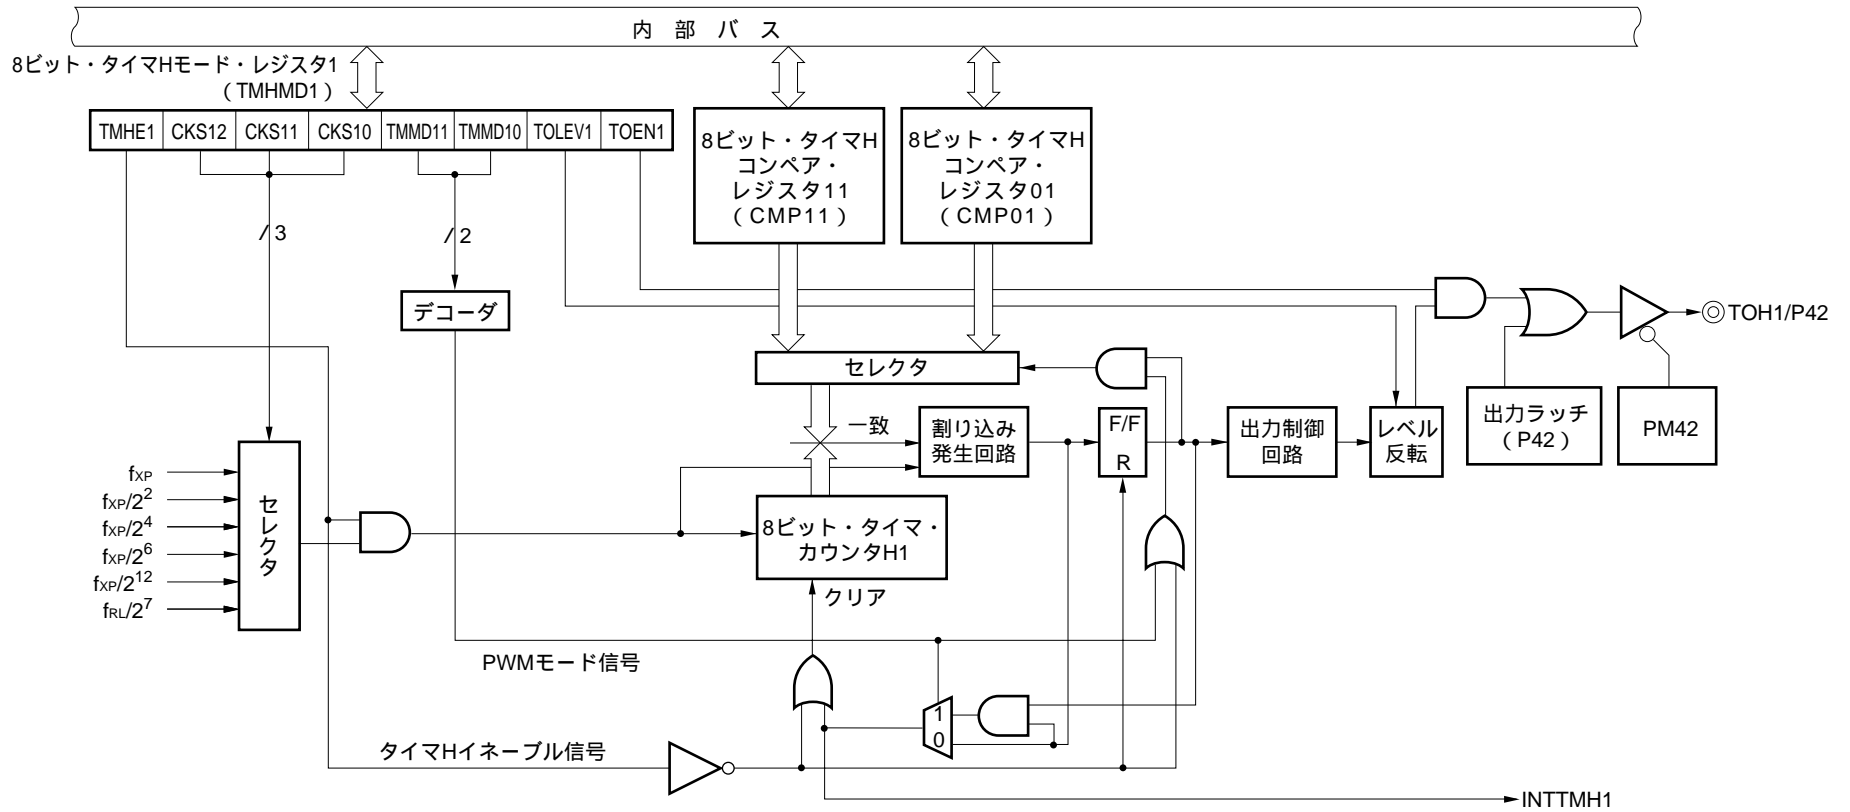 内 部 バ ス
8ビット・タイマHモード・レジスタ1
(TMHMD1)
TMHE1 CKS12 CKS11 CKS10 TMMD11 TMMD10 TOLEV1 TOEN1
8ビット・タイマH
コンペア・
レジスタ11
(CMP11)
8ビット・タイマH
コンペア・
レジスタ01
(CMP01)
/3
/2
デコーダ
TOH1/P42
セレクタ
一致
割り込み
発生回路
F/F
R
出力制御
回路
レベル
反転
出力ラッチ
(P42)
PM42
fXP
fXP/2^2
fXP/2^4
fXP/2^6
fXP/2^12
fRL/2^7
セレクタ
8ビット・タイマ・
カウンタH1
クリア
PWMモード信号
1
0
タイマHイネーブル信号
INTTMH1